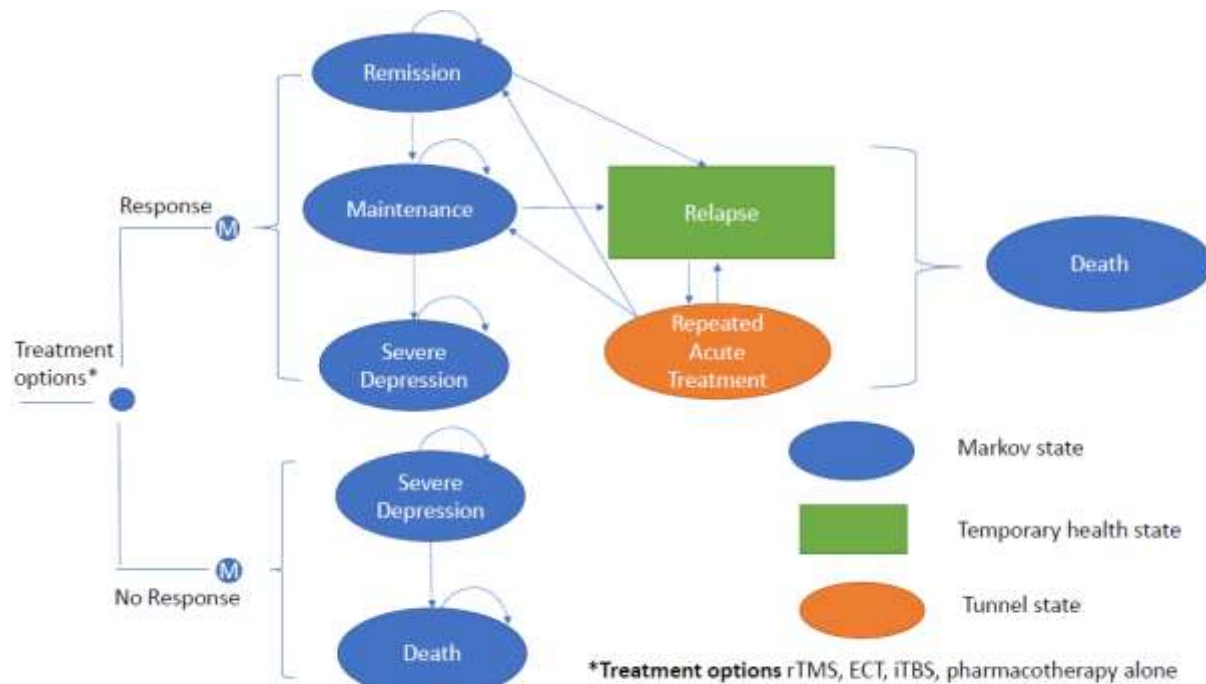 Remission
Maintenance
Response
M
Relapse
Death
Severe
Depression
Repeated
Acute
Treatment
Treatment
options*
Severe
Depression
Markov state
Temporary health state
M
No Response
Tunnel state
Death
*Treatment options rTMS, ECT, iTBS, pharmacotherapy alone